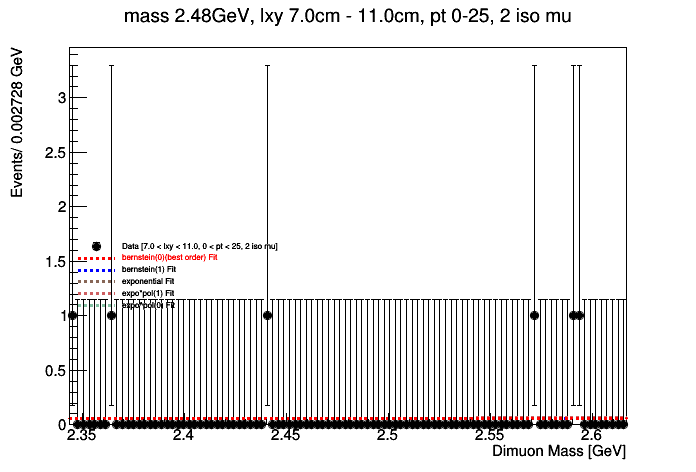 mass 2.48GeV, lxy 7.0cm - 11.0cm, pt 0-25, 2 iso mu
Events/ 0.002728 GeV
3
2.5
2
1.5
1
0.5
0
Data [7.0 < lxy < 11.0, 0 < pt < 25, 2 iso mu]
bernstein(0)(best order) Fit
bernstein(1) Fit
exponential Fit
expo*pol(1) Fit
expo*pol(0) Fit
2.35
2.4
2.45
2.5
2.55
2.6
Dimuon Mass [GeV]